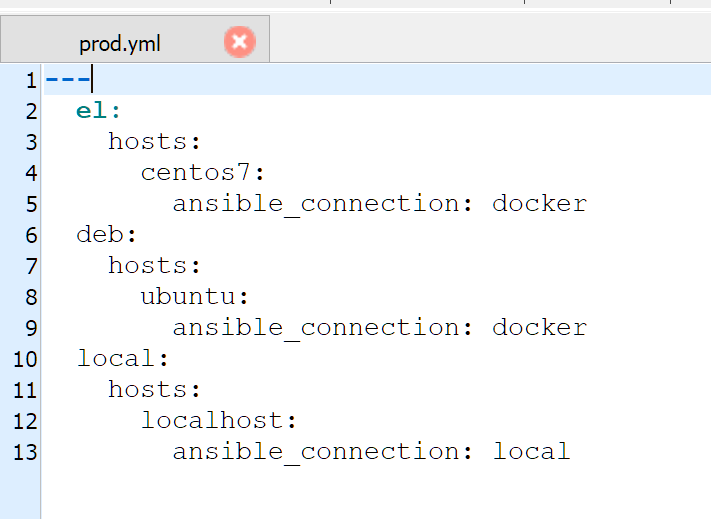 prod.yml
1 ---
2   el:
3     hosts:
4       centos7:
5         ansible_connection: docker
6   deb:
7     hosts:
8       ubuntu:
9         ansible_connection: docker
10   local:
11     hosts:
12       localhost:
13         ansible_connection: local